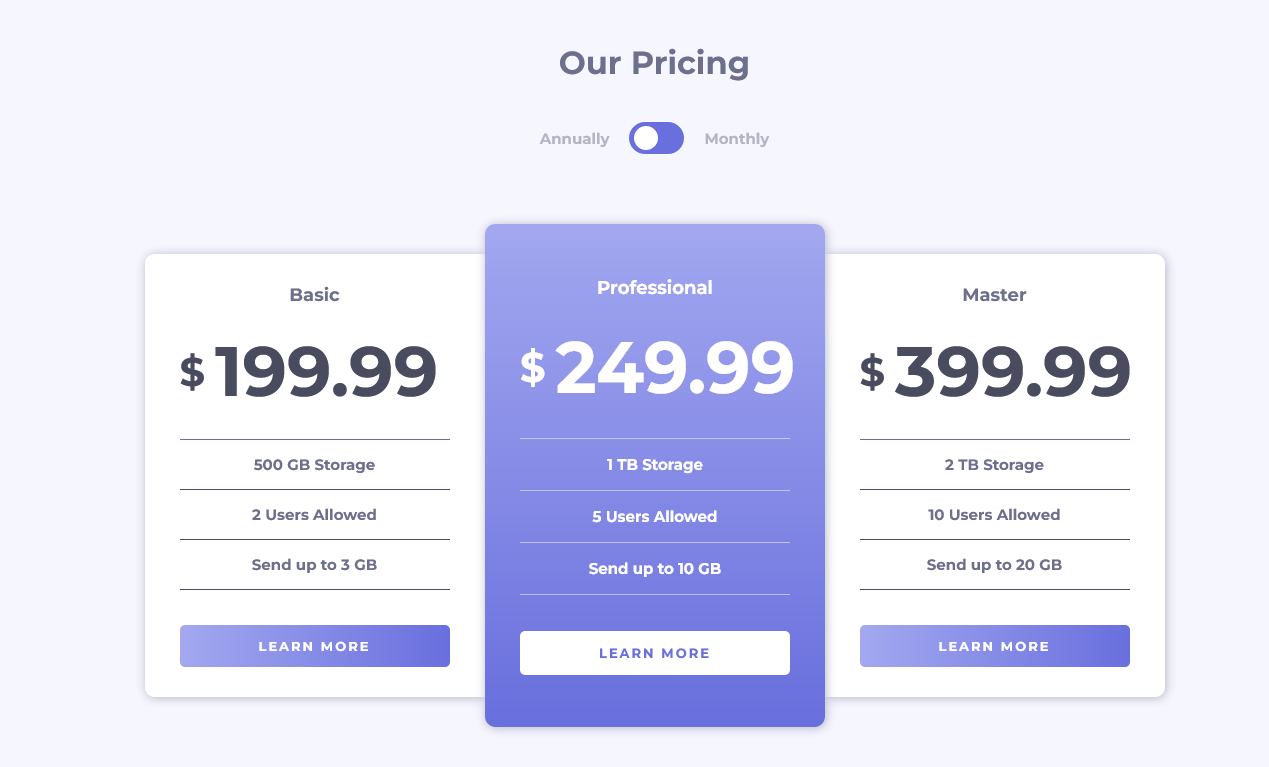 Our Pricing
Annually Monthly
Basic
$ 199.99
500 GB Storage
2 Users Allowed
Send up to 3 GB
LEARN MORE
Professional
$ 249.99
1 TB Storage
5 Users Allowed
Send up to 10 GB
LEARN MORE
Master
$ 399.99
2 TB Storage
10 Users Allowed
Send up to 20 GB
LEARN MORE